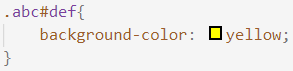 .abc#def{
background-color: yellow;
}